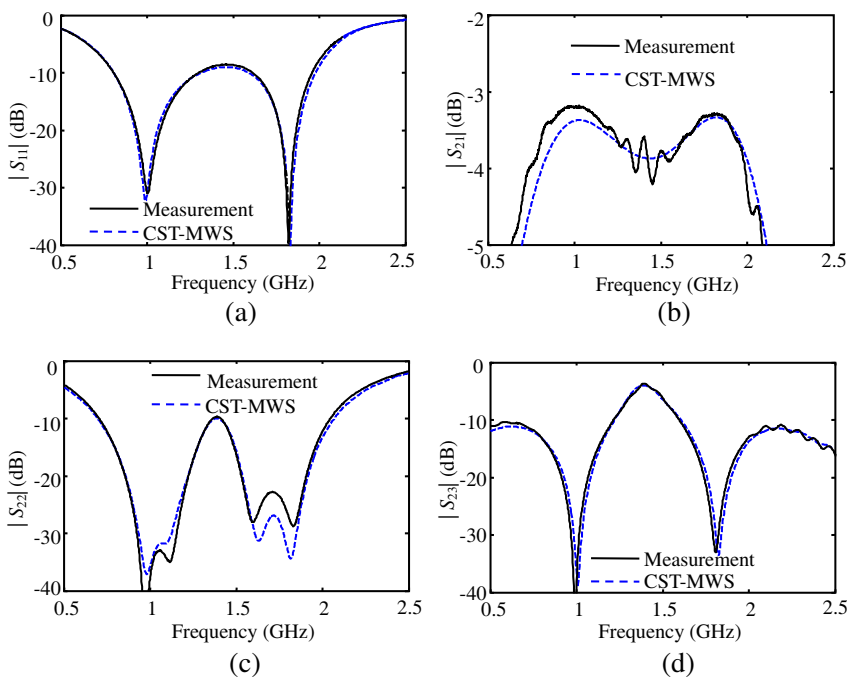 0
-10
-20
-30
-40
| S11| (dB)
Measurement
CST-MWS
0.5 1 1.5 2 2.5
Frequency (GHz)
(a)
-2
-3
-4
-5
| S21| (dB)
Measurement
CST-MWS
0.5 1 1.5 2 2.5
Frequency (GHz)
(b)
0
-10
-20
-30
-40
| S22| (dB)
Measurement
CST-MWS
0.5 1 1.5 2 2.5
Frequency (GHz)
(c)
0
-10
-20
-30
-40
| S23| (dB)
Measurement
CST-MWS
0.5 1 1.5 2 2.5
Frequency (GHz)
(d)